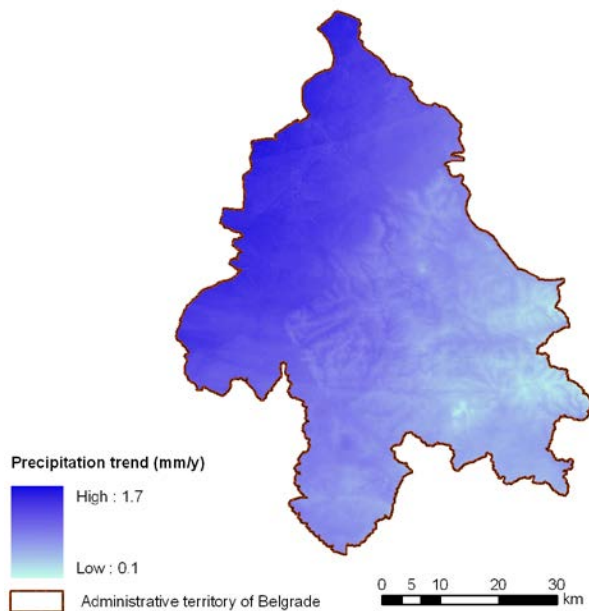 Precipitation trend (mm/y)
High : 1.7
Low : 0.1
Administrative territory of Belgrade
0 5 10 20 30
km